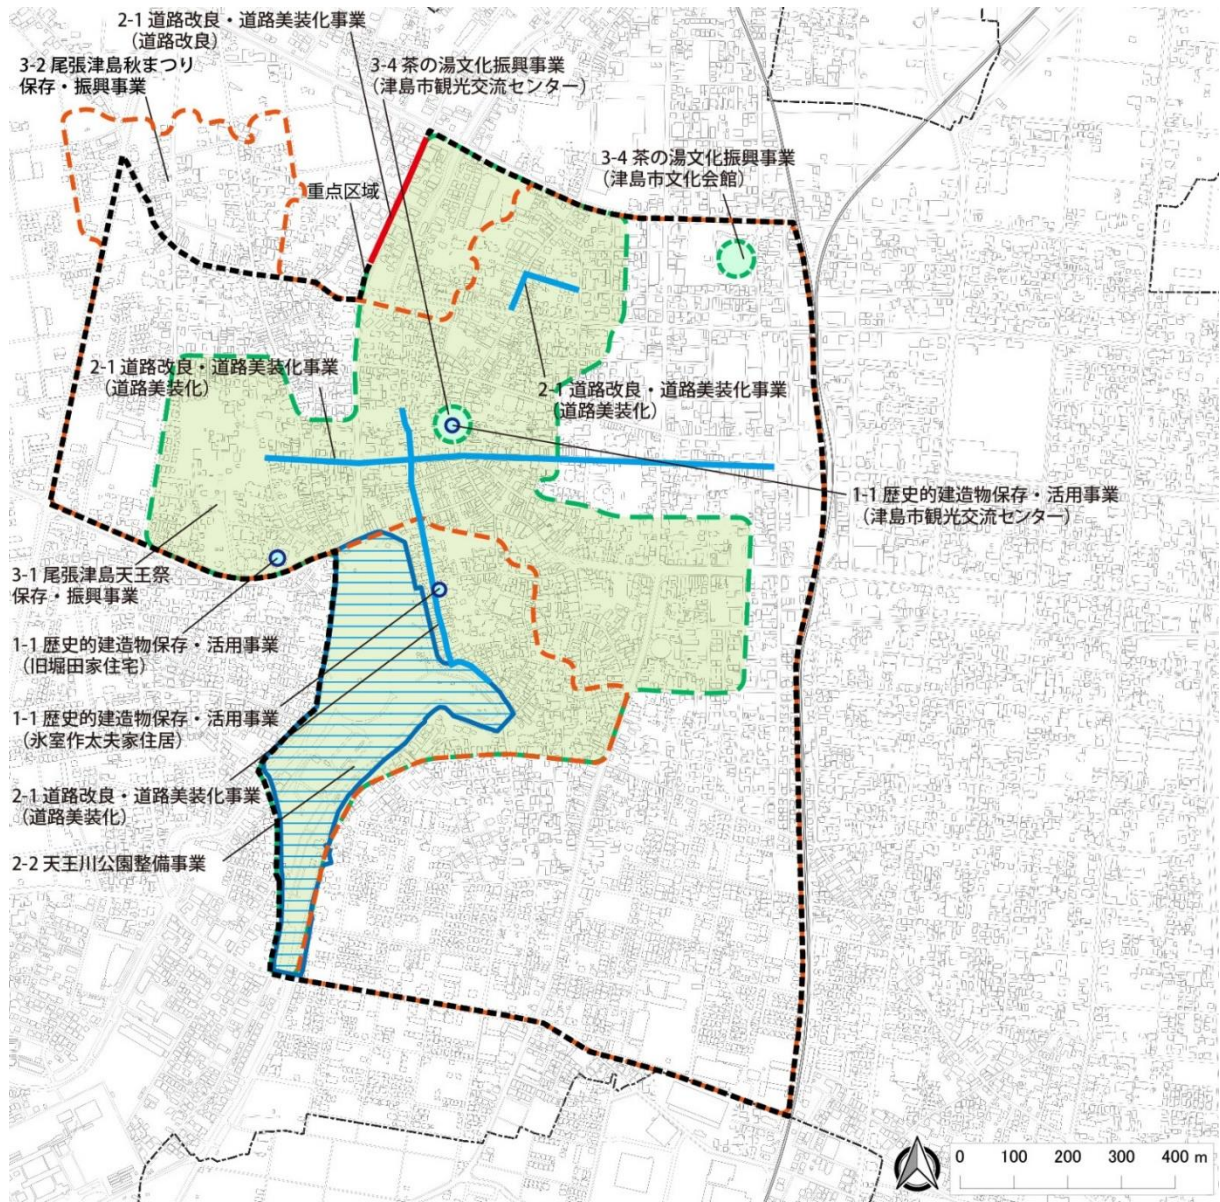 2-1 道路改良・道路美装化事業
（道路改良）
3-2 尾張津島秋まつり
保存・振興事業
3-4 茶の湯文化振興事業
（津島市観光交流センター）
3-4 茶の湯文化振興事業
（津島市文化会館）
重点区域
2-1 道路改良・道路美装化事業
（道路美装化）
2-1 道路改良・道路美装化事業
（道路美装化）
1-1 歴史的建造物保存・活用事業
（津島市観光交流センター）
3-1 尾張津島天王祭
保存・振興事業
1-1 歴史的建造物保存・活用事業
（旧堀田家住宅）
1-1 歴史的建造物保存・活用事業
（氷室作太夫家住居）
2-1 道路改良・道路美装化事業
（道路美装化）
2-2 天王川公園整備事業
0 100 200 300 400 m